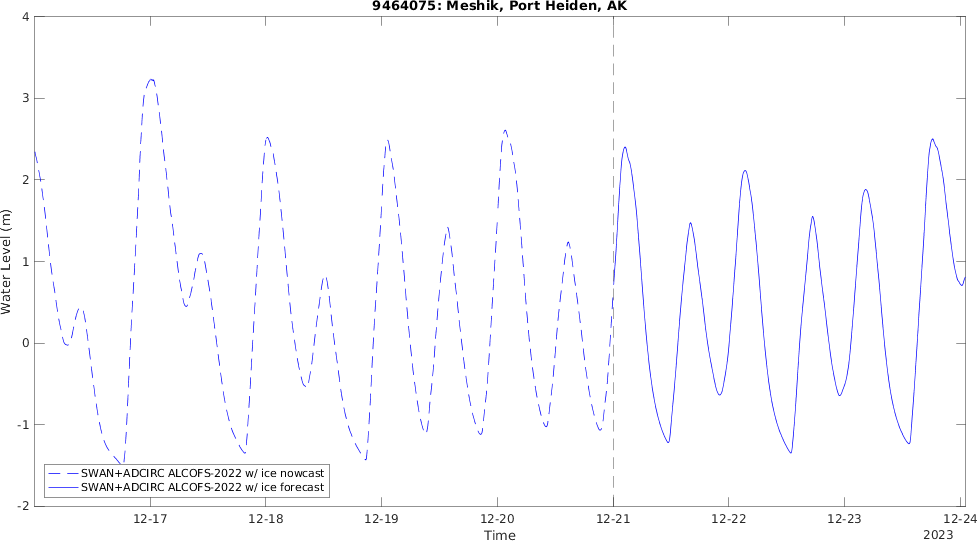 9464075: Meshik, Port Heiden, AK
4
3
2
1
0
-1
-2
Water Level (m)
SWAN+ADCIRC ALCOFS-2022 w/ ice nowcast
SWAN+ADCIRC ALCOFS-2022 w/ ice forecast
12-17 12-18 12-19 12-20 12-21 12-22 12-23 12-24
Time
2023